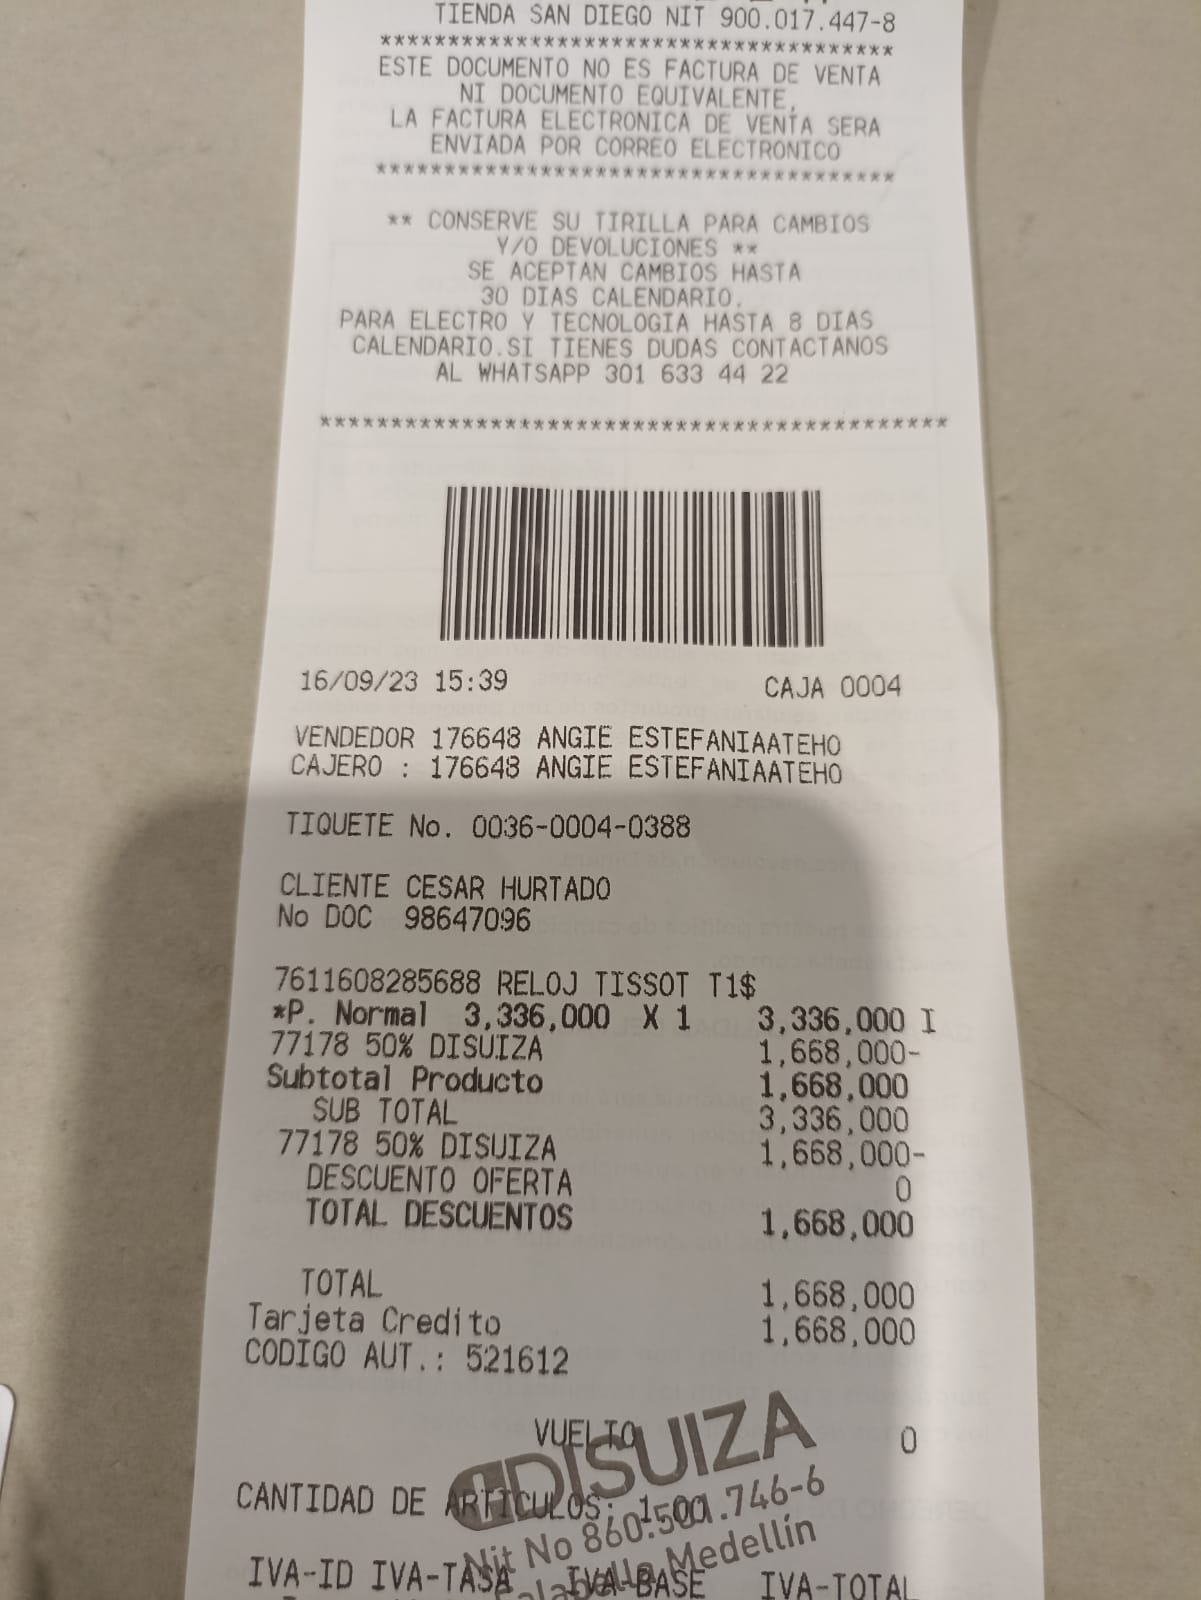 TIENDA SAN DIEGO NIT 900.017.447-8
**************************************
ESTE DOCUMENTO NO ES FACTURA DE VENTA
NI DOCUMENTO EQUIVALENTE,
LA FACTURA ELECTRONICA DE VENTA SERA
ENVIADA POR CORREO ELECTRONICO
**************************************
** CONSERVE SU TIRILLA PARA CAMBIOS
Y/O DEVOLUCIONES **
SE ACEPTAN CAMBIOS HASTA
30 DIAS CALENDARIO.
PARA ELECTRO Y TECNOLOGIA HASTA 8 DIAS
CALENDARIO.SI TIENES DUDAS CONTACTANOS
AL WHATSAPP 301 633 44 22
********************************************
16/09/23 15:39 CAJA 0004
VENDEDOR 176648 ANGIE ESTEFANIAATEHO
CAJERO : 176648 ANGIE ESTEFANIAATEHO
TIQUETE No. 0036-0004-0388
CLIENTE CESAR HURTADO
No DOC 98647096
7611608285688 RELOJ TISSOT T1$
*P. Normal 3,336,000 X 1 3,336,000 I
77178 50% DISUIZA 1,668,000-
Subtotal Producto 1,668,000
SUB TOTAL 3,336,000
77178 50% DISUIZA 1,668,000-
DESCUENTO OFERTA 0
TOTAL DESCUENTOS 1,668,000
TOTAL 1,668,000
Tarjeta Credito 1,668,000
CODIGO AUT.: 521612
VUELTO 0
DISUIZA
CANTIDAD DE ARTICULOS: 1.00
Nit No 860.501.746-6
Medellín
IVA-ID IVA-TASA IVA-BASE IVA-TOTAL